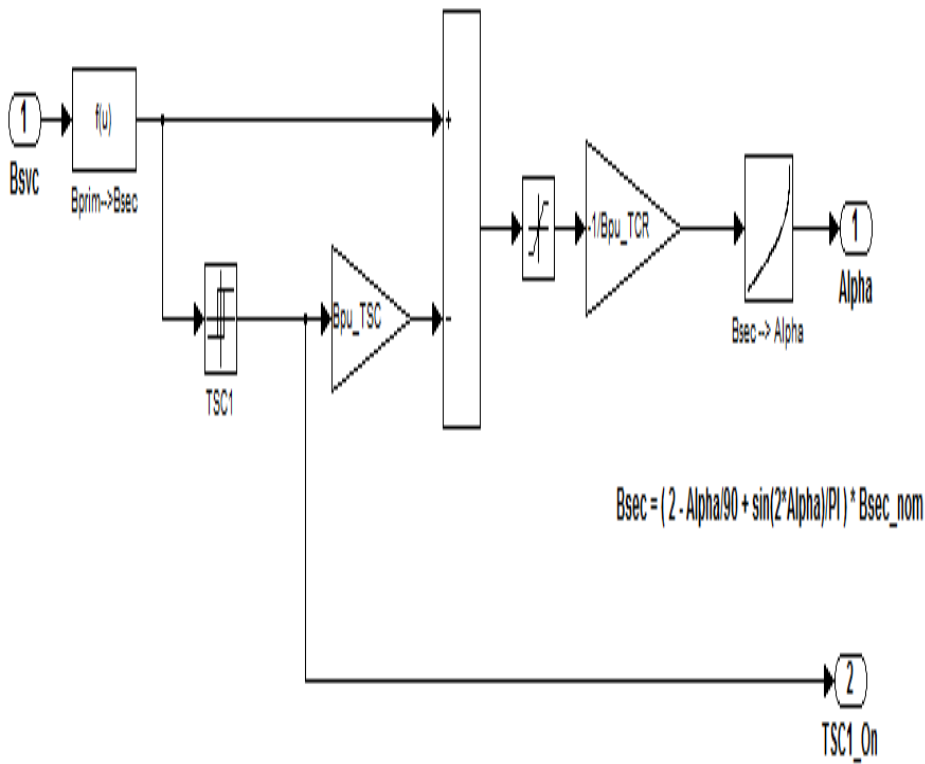 1
Bsvc
f(u)
Bprim-->Bsec
+
TSC1
Bpu_TSC
-
-1/Bpu_TCR
Bsec --> Alpha
1
Alpha
Bsec = ( 2 - Alpha/90 + sin(2*Alpha)/PI ) * Bsec_nom
2
TSC1_On